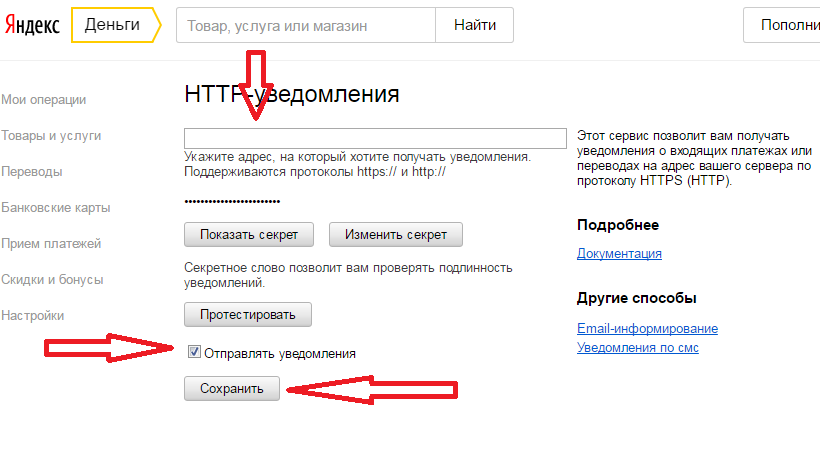 Яндекс Деньги Товар, услуга или магазин Найти Пополни
HTTP-уведомления
Мои операции
Товары и услуги
Переводы
Банковские карты
Прием платежей
Скидки и бонусы
Настройки
Укажите адрес, на который хотите получать уведомления.
Поддерживаются протоколы https:// и http://
••••••••••••••••••••••••
Показать секрет Изменить секрет
Секретное слово позволит вам проверять подлинность
уведомлений.
Протестировать
Отправлять уведомления
Сохранить
Этот сервис позволит вам получать
уведомления о входящих платежах или
переводах на адрес вашего сервера по
протоколу HTTPS (HTTP).
Подробнее
Документация
Другие способы
Email-информирование
Уведомления по смс